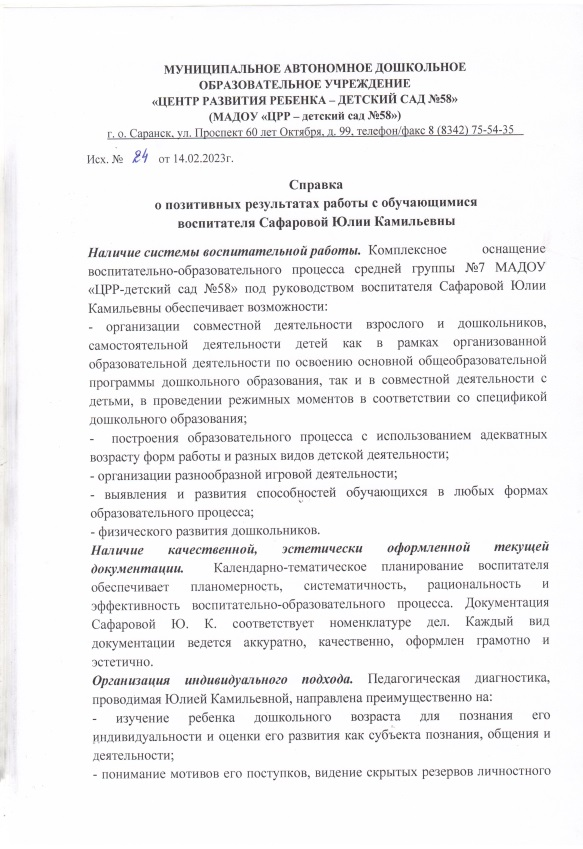 МУНИЦИПАЛЬНОЕ АВТОНОМНОЕ ДОШКОЛЬНОЕ
ОБРАЗОВАТЕЛЬНОЕ УЧРЕЖДЕНИЕ
«ЦЕНТР РАЗВИТИЯ РЕБЕНКА – ДЕТСКИЙ САД №58»
(МАДОУ «ЦРР – детский сад №58»)
г. о. Саранск, ул. Проспект 60 лет Октября, д. 99, телефон/факс 8 (8342) 75-54-35
Исх. № 24 от 14.02.2023г.
Справка
о позитивных результатах работы с обучающимися
воспитателя Сафаровой Юлии Камильевны
Наличие системы воспитательной работы. Комплексное оснащение
воспитательно-образовательного процесса средней группы №7 МАДОУ
«ЦРР-детский сад №58» под руководством воспитателя Сафаровой Юлии
Камильевны обеспечивает возможности:
- организации совместной деятельности взрослого и дошкольников,
самостоятельной деятельности детей как в рамках организованной
образовательной деятельности по освоению основной общеобразовательной
программы дошкольного образования, так и в совместной деятельности с
детьми, в проведении режимных моментов в соответствии со спецификой
дошкольного образования;
- построения образовательного процесса с использованием адекватных
возрасту форм работы и разных видов детской деятельности;
- организации разнообразной игровой деятельности;
- выявления и развития способностей обучающихся в любых формах
образовательного процесса;
- физического развития дошкольников.
Наличие качественной, эстетически оформленной текущей
документации. Календарно-тематическое планирование воспитателя
обеспечивает планомерность, систематичность, рациональность и
эффективность воспитательно-образовательного процесса. Документация
Сафаровой Ю. К. соответствует номенклатуре дел. Каждый вид
документации ведется аккуратно, качественно, оформлен грамотно и
эстетично.
Организация индивидуального подхода. Педагогическая диагностика,
проводимая Юлией Камильевной, направлена преимущественно на:
- изучение ребенка дошкольного возраста для познания его
индивидуальности и оценки его развития как субъекта познания, общения и
деятельности;
- понимание мотивов его поступков, видение скрытых резервов личностного